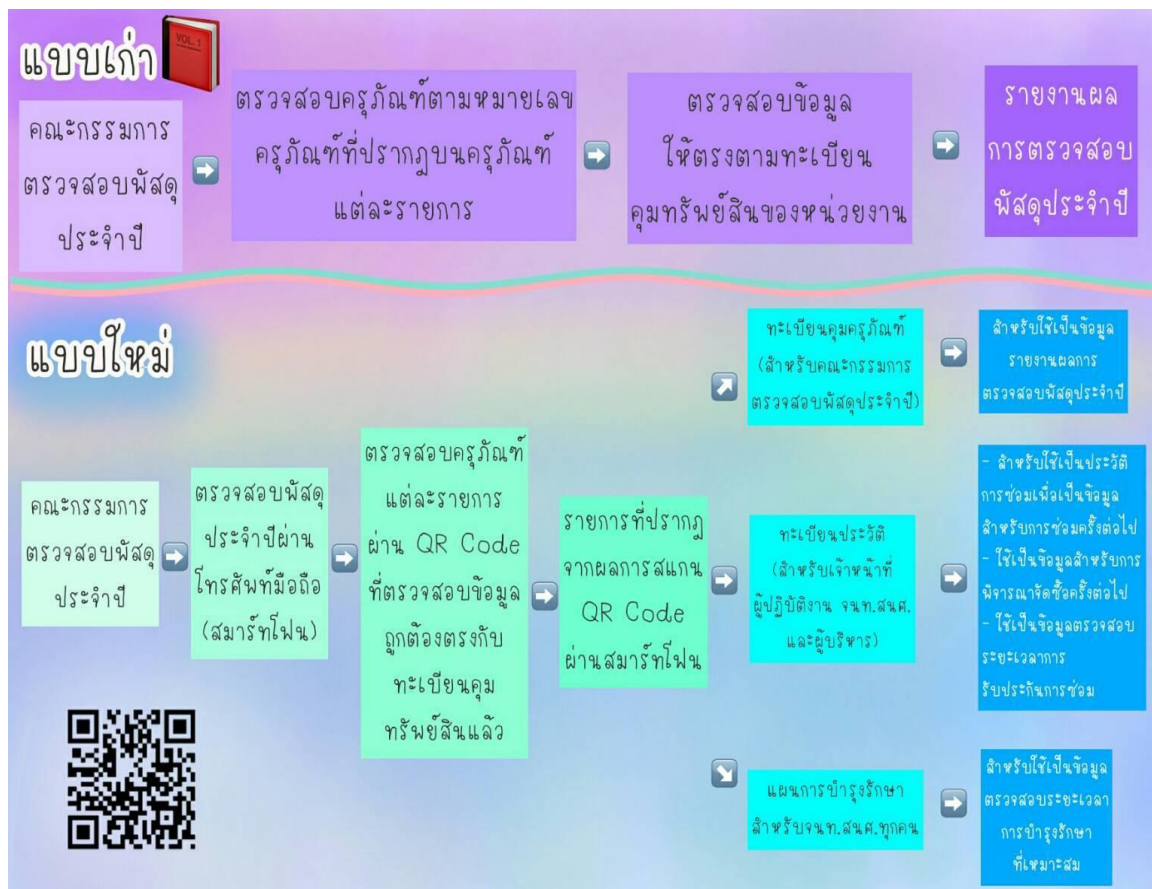 แบบเก่า
VOL. 1
คณะกรรมการ
ตรวจสอบพัสดุ
ประจำปี
ตรวจสอบครุภัณฑ์ตามหมายเลข
ครุภัณฑ์ที่ปรากฎบนครุภัณฑ์
แต่ละรายการ
ตรวจสอบข้อมูล
ให้ตรงตามทะเบียน
คุมทรัพย์สินของหน่วยงาน
รายงานผล
การตรวจสอบ
พัสดุประจำปี
แบบใหม่
คณะกรรมการ
ตรวจสอบพัสดุ
ประจำปี
ตรวจสอบพัสดุ
ประจำปีผ่าน
โทรศัพท์มือถือ
(สมาร์ทโฟน)
ตรวจสอบครุภัณฑ์
แต่ละรายการ
ผ่าน QR Code
ที่ตรวจสอบข้อมูล
ถูกต้องตรงกับ
ทะเบียนคุม
ทรัพย์สินแล้ว
รายการที่ปรากฎ
จากผลการสแกน
QR Code
ผ่านสมาร์ทโฟน
ทะเบียนคุมครุภัณฑ์
(สำหรับคณะกรรมการ
ตรวจสอบพัสดุประจำปี)
สำหรับใช้เป็นข้อมูล
รายงานผลการ
ตรวจสอบพัสดุประจำปี
ทะเบียนประวัติ
(สำหรับเจ้าหน้าที่
ผู้ปฏิบัติงาน จนท.สนศ.
และผู้บริหาร)
- สำหรับใช้เป็นประวัติ
การซ่อมเพื่อเป็นข้อมูล
สำหรับการซ่อมครั้งต่อไป
- ใช้เป็นข้อมูลสำหรับการ
พิจารณาจัดซื้อครั้งต่อไป
- ใช้เป็นข้อมูลตรวจสอบ
ระยะเวลาการ
รับประกันการซ่อม
แผนการบำรุงรักษา
สำหรับจนท.สนศ.ทุกคน
สำหรับใช้เป็นข้อมูล
ตรวจสอบระยะเวลา
การบำรุงรักษา
ที่เหมาะสม